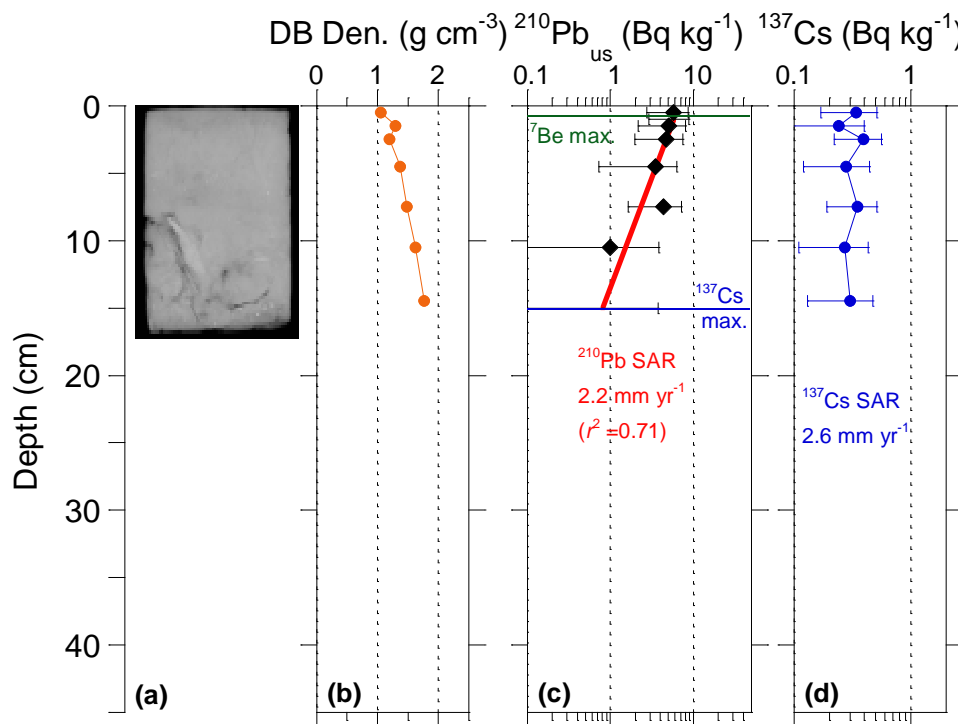 DB Den. (g cm⁻³) ²¹⁰Pbᵤₛ (Bq kg⁻¹) ¹³⁷Cs (Bq kg⁻¹)
0 1 2 0.1 1 10 0.1 1
0
10
20
30
40
Depth (cm)
⁷Be max.
¹³⁷Cs
max.
²¹⁰Pb SAR
2.2 mm yr⁻¹
(r² =0.71)
¹³⁷Cs SAR
2.6 mm yr⁻¹
(a) (b) (c) (d)